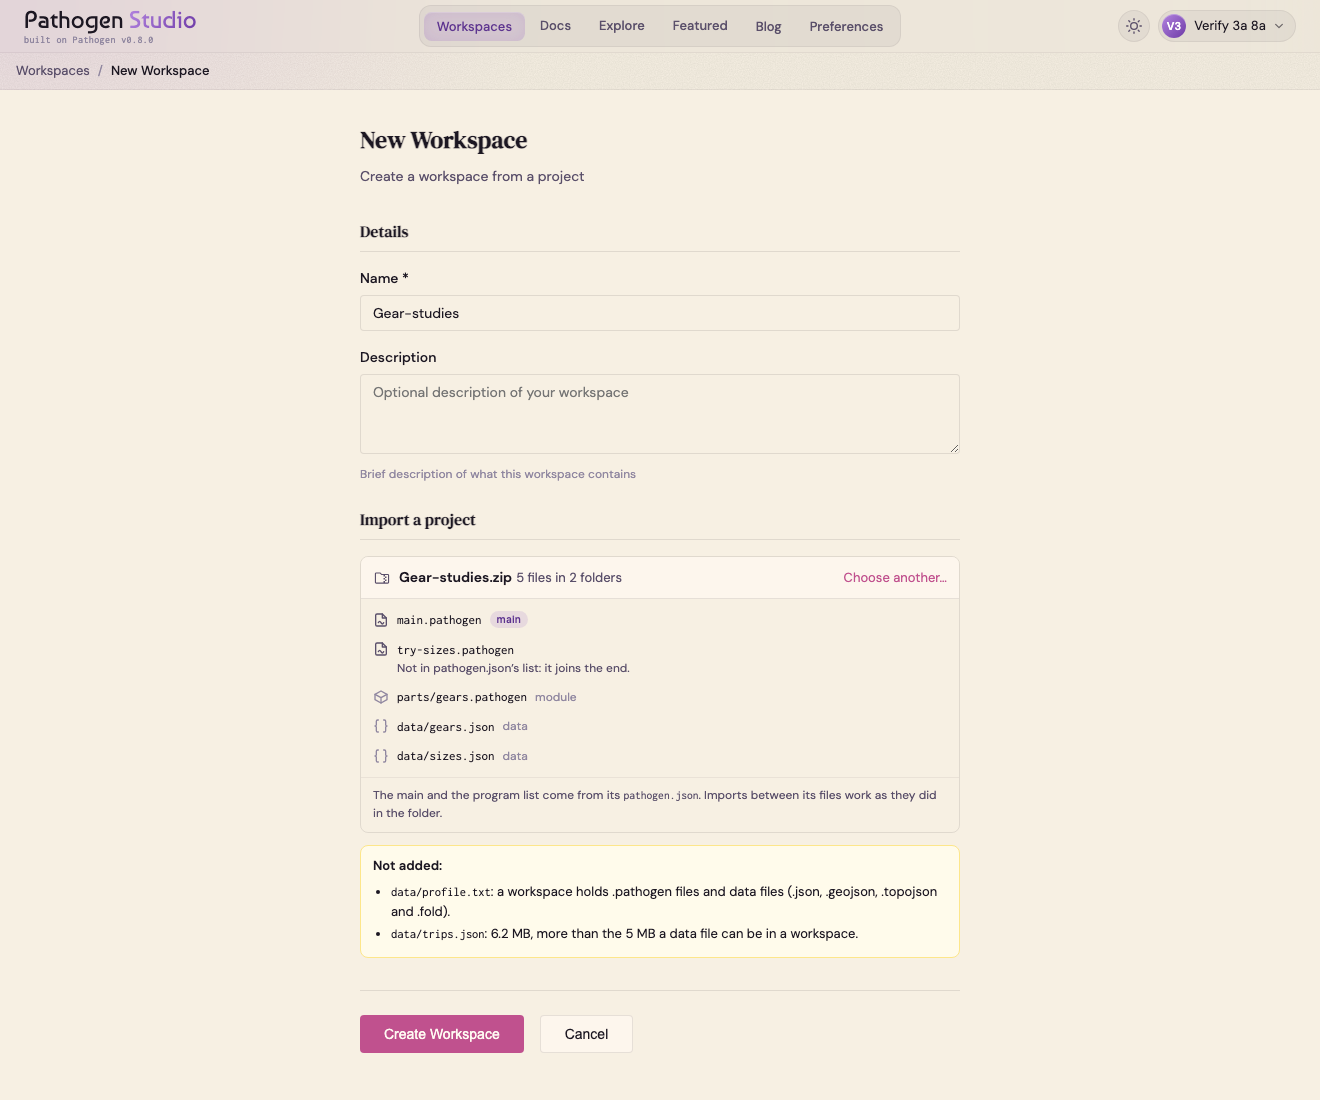 Pathogen Studio
built on Pathogen v0.8.0
Workspaces Docs Explore Featured Blog Preferences
V3 Verify 3a 8a
Workspaces / New Workspace
New Workspace
Create a workspace from a project
Details
Name *
Gear-studies
Description
Optional description of your workspace
Brief description of what this workspace contains
Import a project
Gear-studies.zip 5 files in 2 folders Choose another…
main.pathogen main
try-sizes.pathogen
Not in pathogen.json’s list: it joins the end.
parts/gears.pathogen module
data/gears.json data
data/sizes.json data
The main and the program list come from its pathogen.json. Imports between its files work as they did
in the folder.
Not added:
• data/profile.txt: a workspace holds .pathogen files and data files (.json, .geojson, .topojson
and .fold).
• data/trips.json: 6.2 MB, more than the 5 MB a data file can be in a workspace.
Create Workspace Cancel